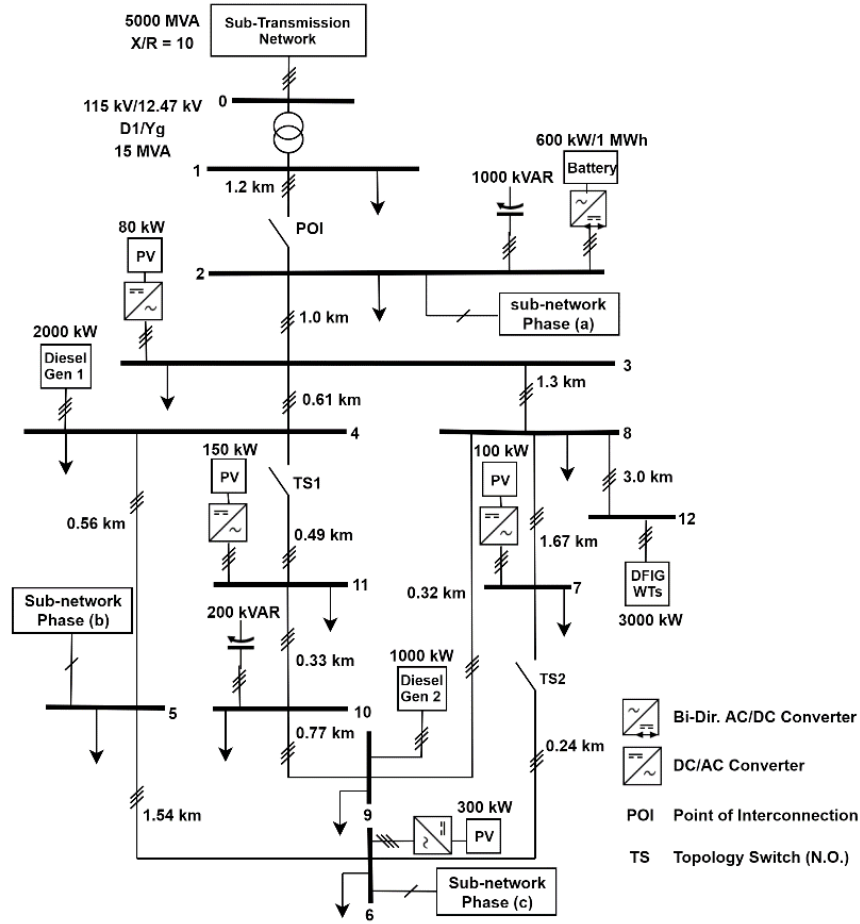 5000 MVA
X/R = 10
Sub-Transmission
Network
0
115 kV/12.47 kV
D1/Yg
15 MVA
1
1.2 km
POI
1000 kVAR
600 kW/1 MWh
Battery
80 kW
PV
2
sub-network
Phase (a)
1.0 km
2000 kW
Diesel
Gen 1
3
0.61 km
1.3 km
4
8
150 kW
PV
TS1
100 kW
PV
3.0 km
12
0.56 km
0.49 km
1.67 km
DFIG
WTs
3000 kW
11
7
0.32 km
Sub-network
Phase (b)
200 kVAR
0.33 km
1000 kW
Diesel
Gen 2
TS2
5
10
0.77 km
0.24 km
Bi-Dir. AC/DC Converter
DC/AC Converter
1.54 km
9
300 kW
PV
POI Point of Interconnection
TS Topology Switch (N.O.)
Sub-network
Phase (c)
6